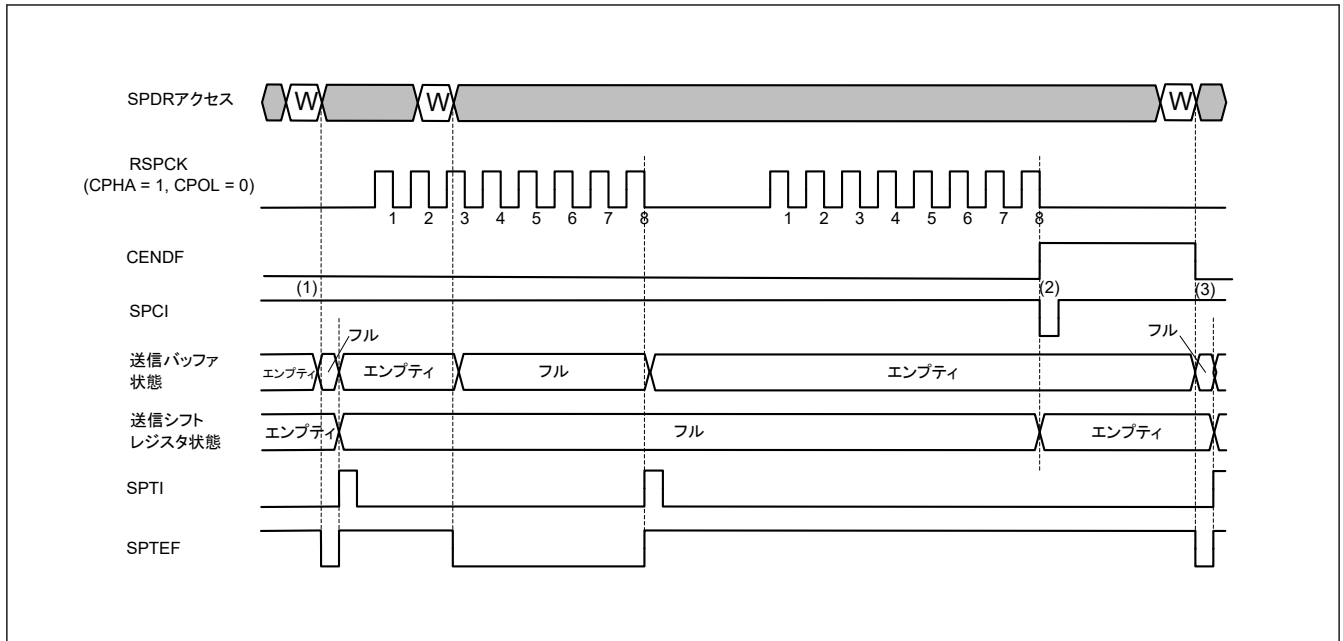 SPDRアクセス
W W W
RSPCK
(CPHA = 1, CPOL = 0)
1 2 3 4 5 6 7 8 1 2 3 4 5 6 7 8
CENDF
(1) (2) (3)
SPCI
フル フル
送信バッファ
状態
エンプティ エンプティ フル エンプティ
送信シフト
レジスタ状態
エンプティ フル エンプティ
SPTI
SPTEF